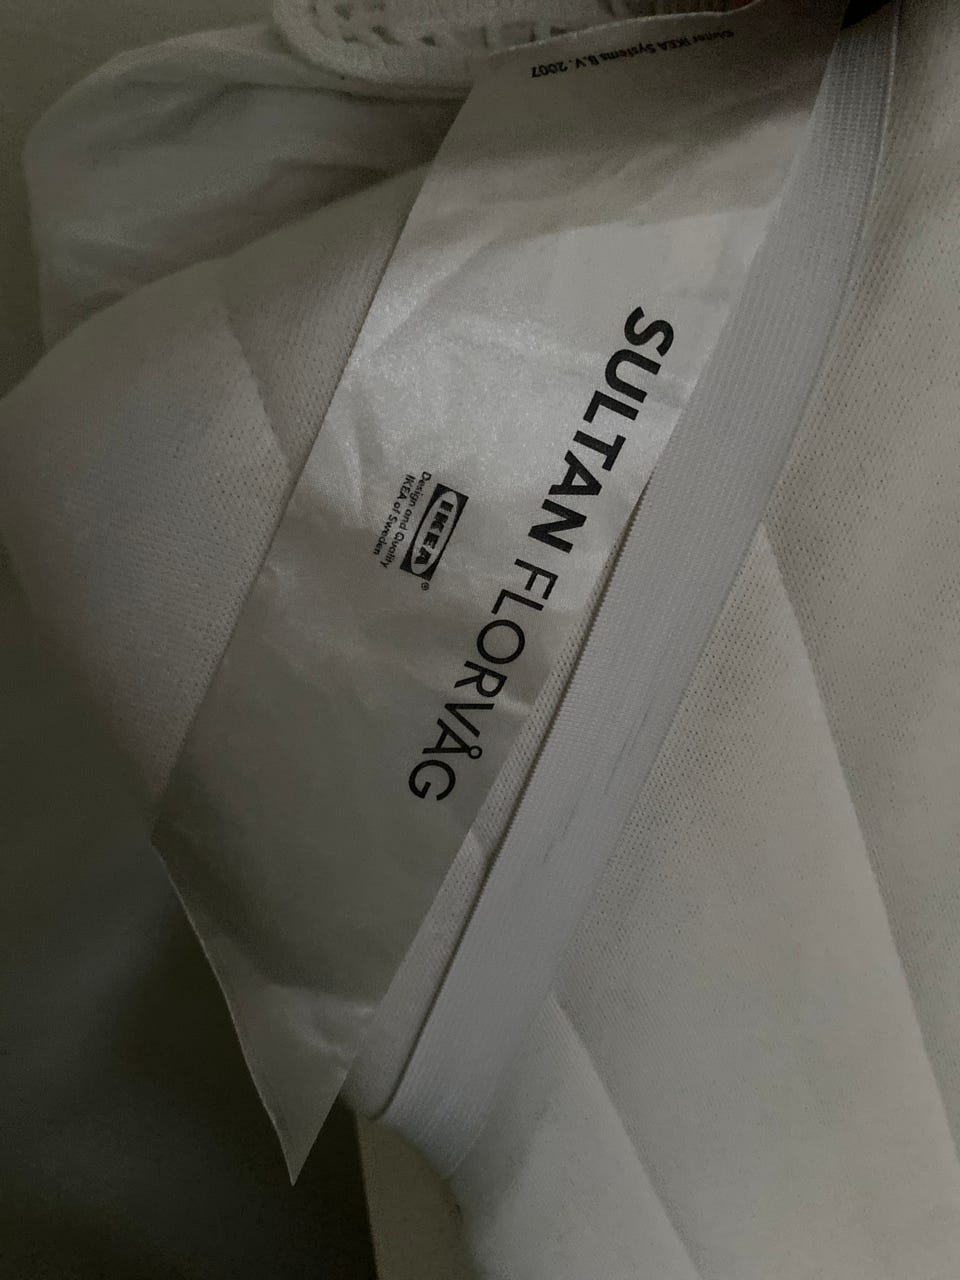 SULTAN FLORVÅG
IKEA®
Design and Quality
IKEA of Sweden
©Inter IKEA Systems B.V. 2007